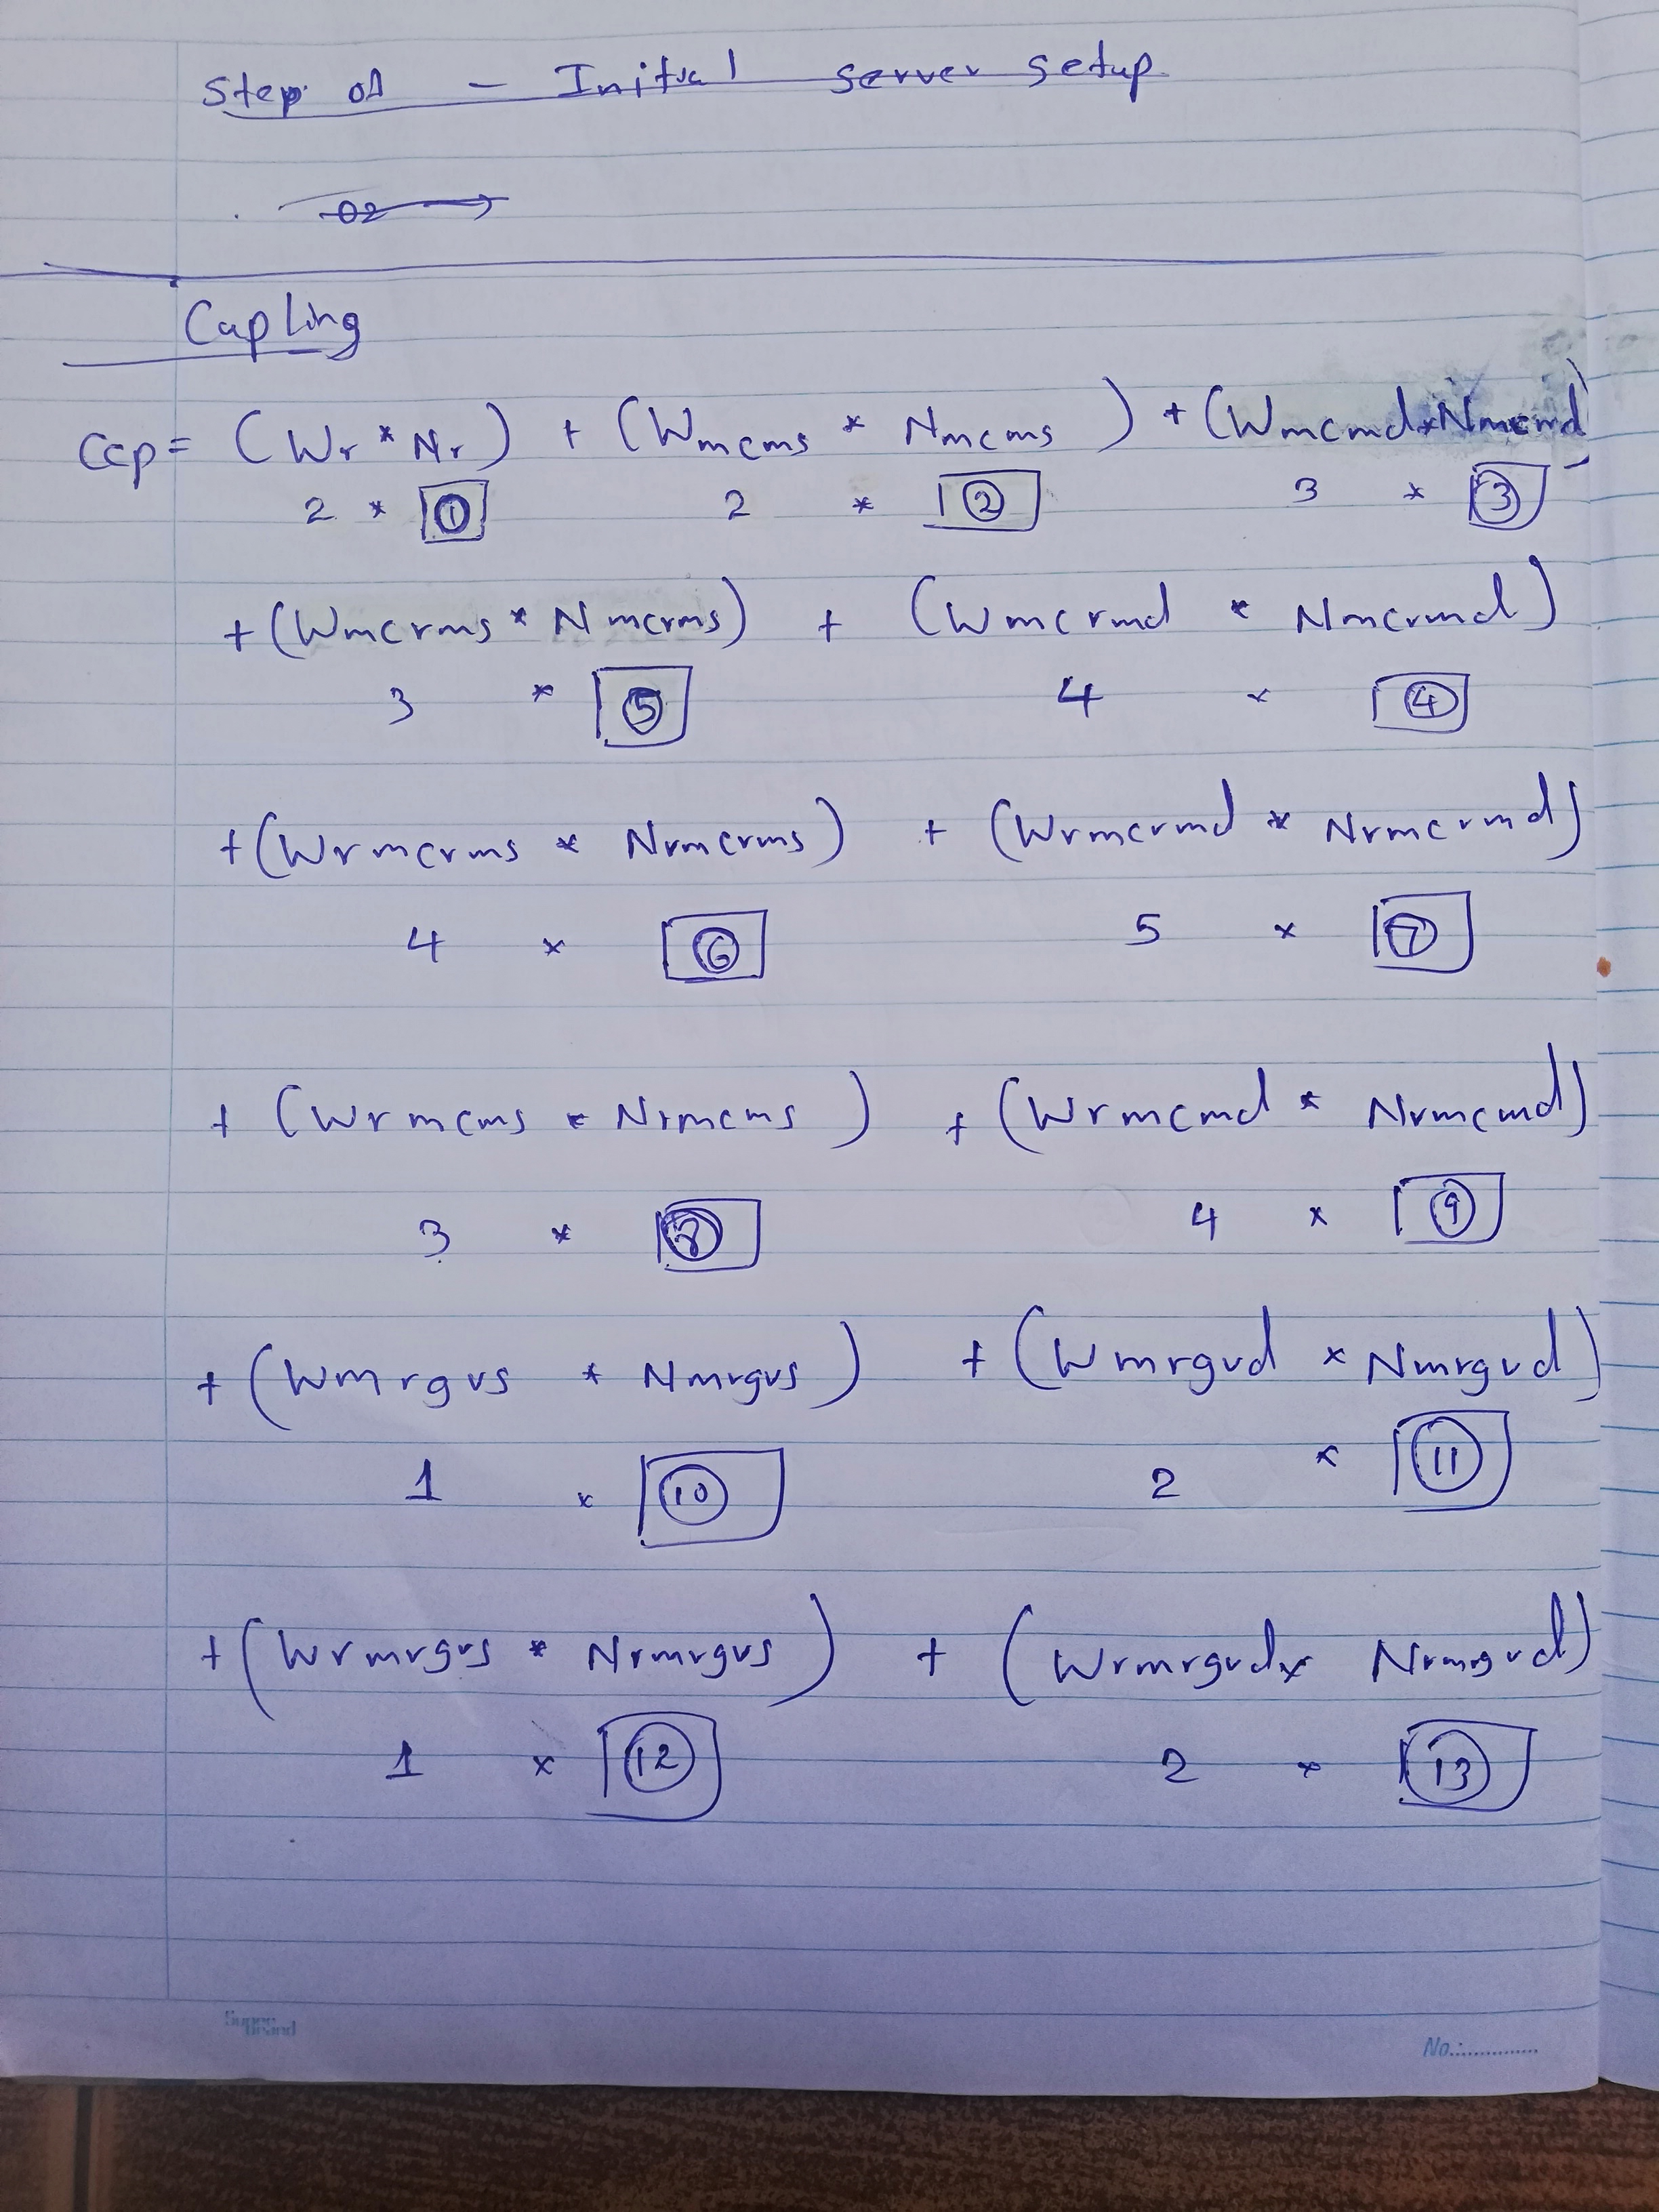 Step 01 - Initial server setup
02 →
Capling
Ccp = (Wr * Nr) + (Wmcms * Nmcms) + (Wmcmd * Nmcmd)
2 * ① 2 * ② 3 * ③
+ (Wmcrms * Nmcrms) + (Wmcrmd * Nmcrmd)
3 * ⑤ 4 * ④
+ (Wrmcrms * Nrmcrms) + (Wrmcrmd * Nrmcrmd)
4 * ⑥ 5 * ⑦
+ (Wrmcms * Nrmcms) + (Wrmcmd * Nrmcmd)
3 * ⑧ 4 * ⑨
+ (Wmrgvs * Nmrgvs) + (Wmrgvd * Nmrgvd)
1 * ⑩ 2 * ⑪
+ (Wrmrgvs * Nrmrgvs) + (Wrmrgvd * Nrmrgvd)
1 * ⑫ 2 * ⑬
No.:..............